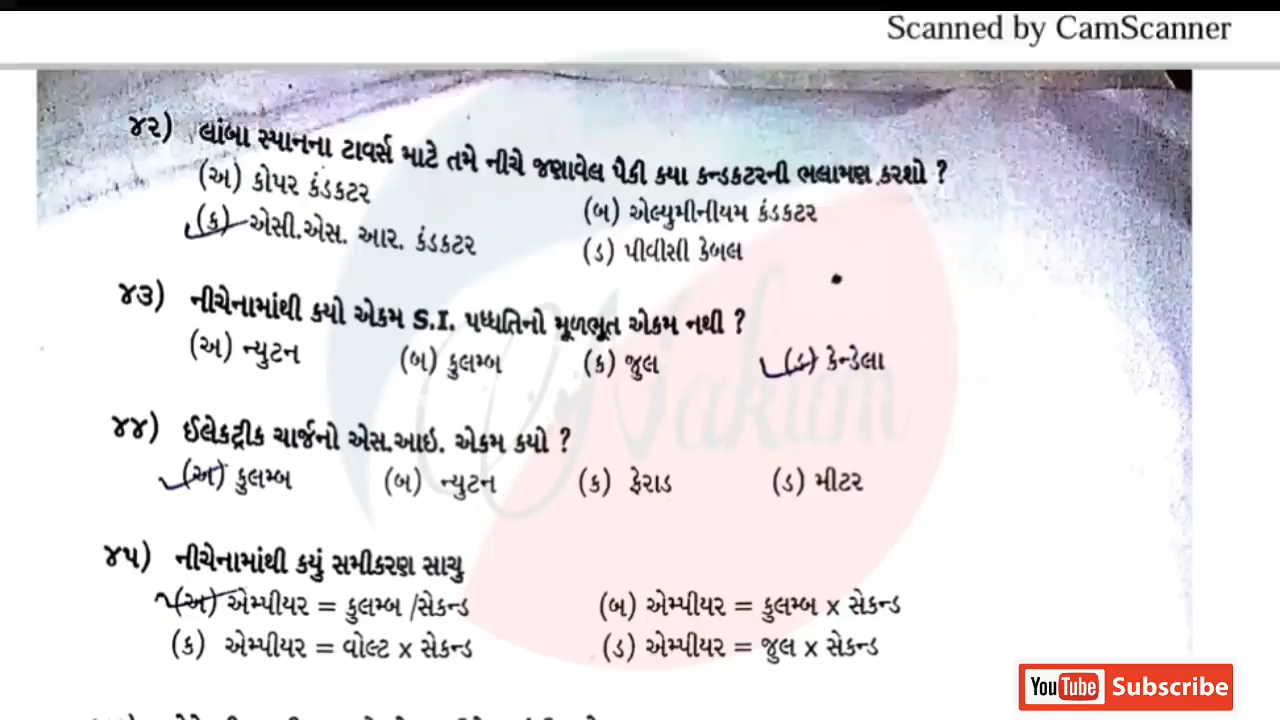 Scanned by CamScanner
૪૨) લાંબા સ્પાનના ટાવર્સ માટે તમે નીચે જણાવેલ પૈકી કયા કન્ડકટરની ભલામણ કરશો ?
(અ) કોપર કંડકટર (બ) એલ્યુમીનીયમ કંડકટર
(ક) એસી.એસ. આર. કંડકટર (ડ) પીવીસી કેબલ
૪૩) નીચેનામાંથી કયો એકમ S.I. પધ્ધતિનો મૂળભૂત એકમ નથી ?
(અ) ન્યુટન (બ) કુલમ્બ (ક) જુલ (ડ) કેન્ડેલા
૪૪) ઈલેકટ્રીક ચાર્જનો એસ.આઇ. એકમ કયો ?
(અ) કુલમ્બ (બ) ન્યુટન (ક) ફેરાડ (ડ) મીટર
૪૫) નીચેનામાંથી કયું સમીકરણ સાચુ
(અ) એમ્પીયર = કુલમ્બ /સેકન્ડ (બ) એમ્પીયર = કુલમ્બ x સેકન્ડ
(ક) એમ્પીયર = વોલ્ટ x સેકન્ડ (ડ) એમ્પીયર = જુલ x સેકન્ડ
YouTube Subscribe